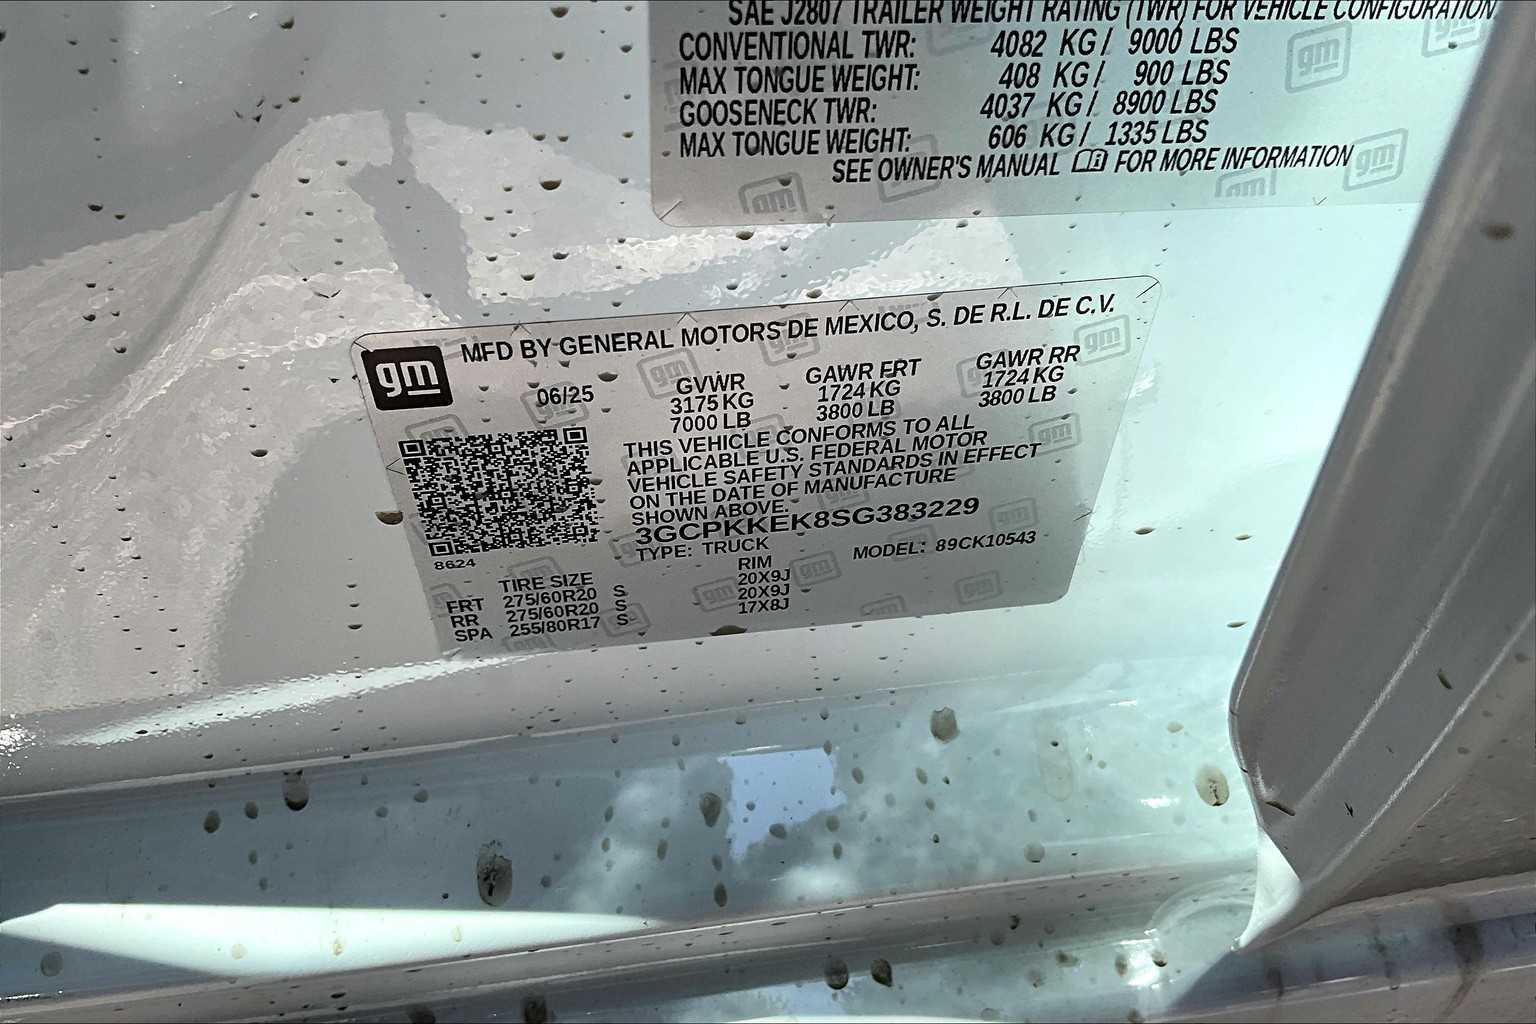 SAE J2807 TRAILER WEIGHT RATING (TWR) FOR VEHICLE CONFIGURATION
CONVENTIONAL TWR: 4082 KG / 9000 LBS
MAX TONGUE WEIGHT: 408 KG / 900 LBS
GOOSENECK TWR: 4037 KG / 8900 LBS
MAX TONGUE WEIGHT: 606 KG / 1335 LBS
SEE OWNER'S MANUAL FOR MORE INFORMATION
gm
MFD BY GENERAL MOTORS DE MEXICO, S. DE R.L. DE C.V.
06/25 GVWR GAWR FRT GAWR RR
3175 KG 1724 KG 1724 KG
7000 LB 3800 LB 3800 LB
THIS VEHICLE CONFORMS TO ALL
APPLICABLE U.S. FEDERAL MOTOR
VEHICLE SAFETY STANDARDS IN EFFECT
ON THE DATE OF MANUFACTURE
SHOWN ABOVE.
3GCPKKEK8SG383229
TYPE: TRUCK MODEL: 89CK10543
8624
TIRE SIZE RIM
FRT 275/60R20 S 20X9J
RR 275/60R20 S 20X9J
SPA 255/80R17 S 17X8J